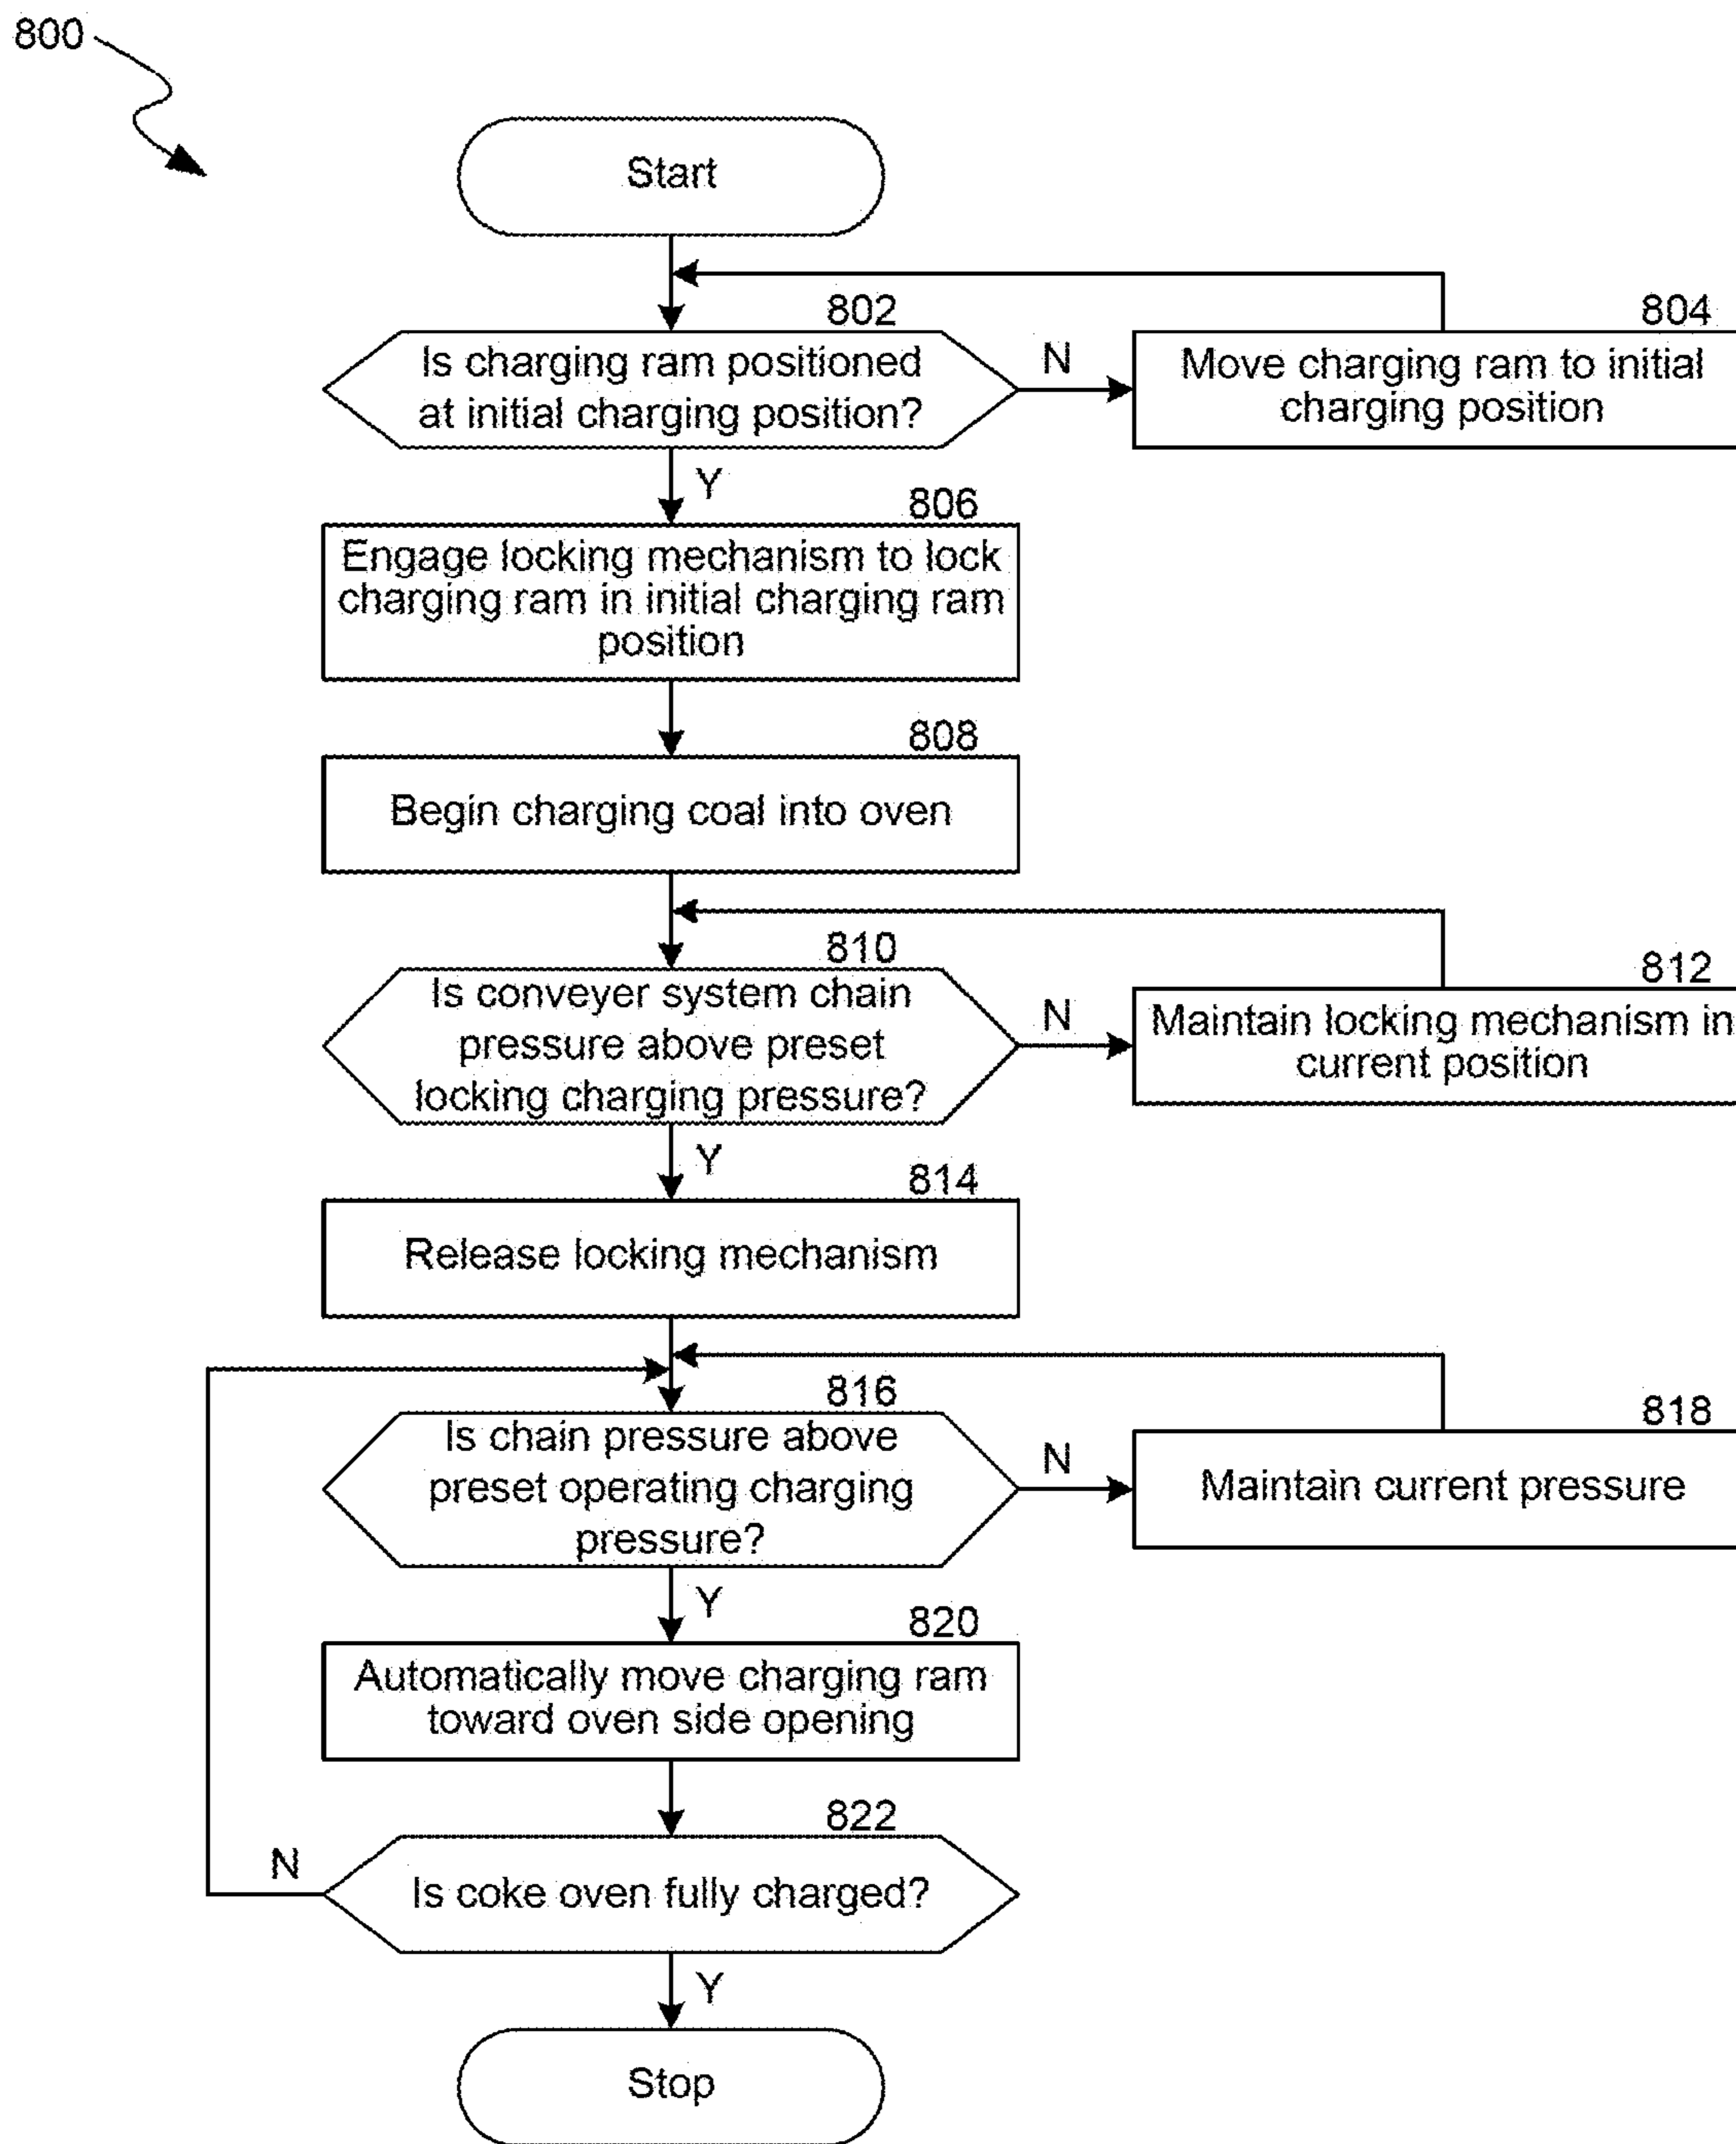 800
Start
802
Is charging ram positioned
at initial charging position?
N
804
Move charging ram to initial
charging position
Y
806
Engage locking mechanism to lock
charging ram in initial charging ram
position
808
Begin charging coal into oven
810
Is conveyer system chain
pressure above preset
locking charging pressure?
N
812
Maintain locking mechanism in
current position
Y
814
Release locking mechanism
816
Is chain pressure above
preset operating charging
pressure?
N
818
Maintain current pressure
Y
820
Automatically move charging ram
toward oven side opening
822
N
Is coke oven fully charged?
Y
Stop